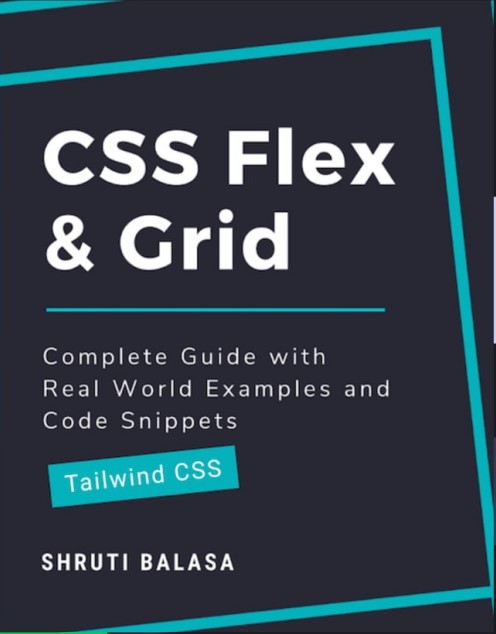 CSS Flex
& Grid
Complete Guide with
Real World Examples and
Code Snippets
Tailwind CSS
SHRUTI BALASA